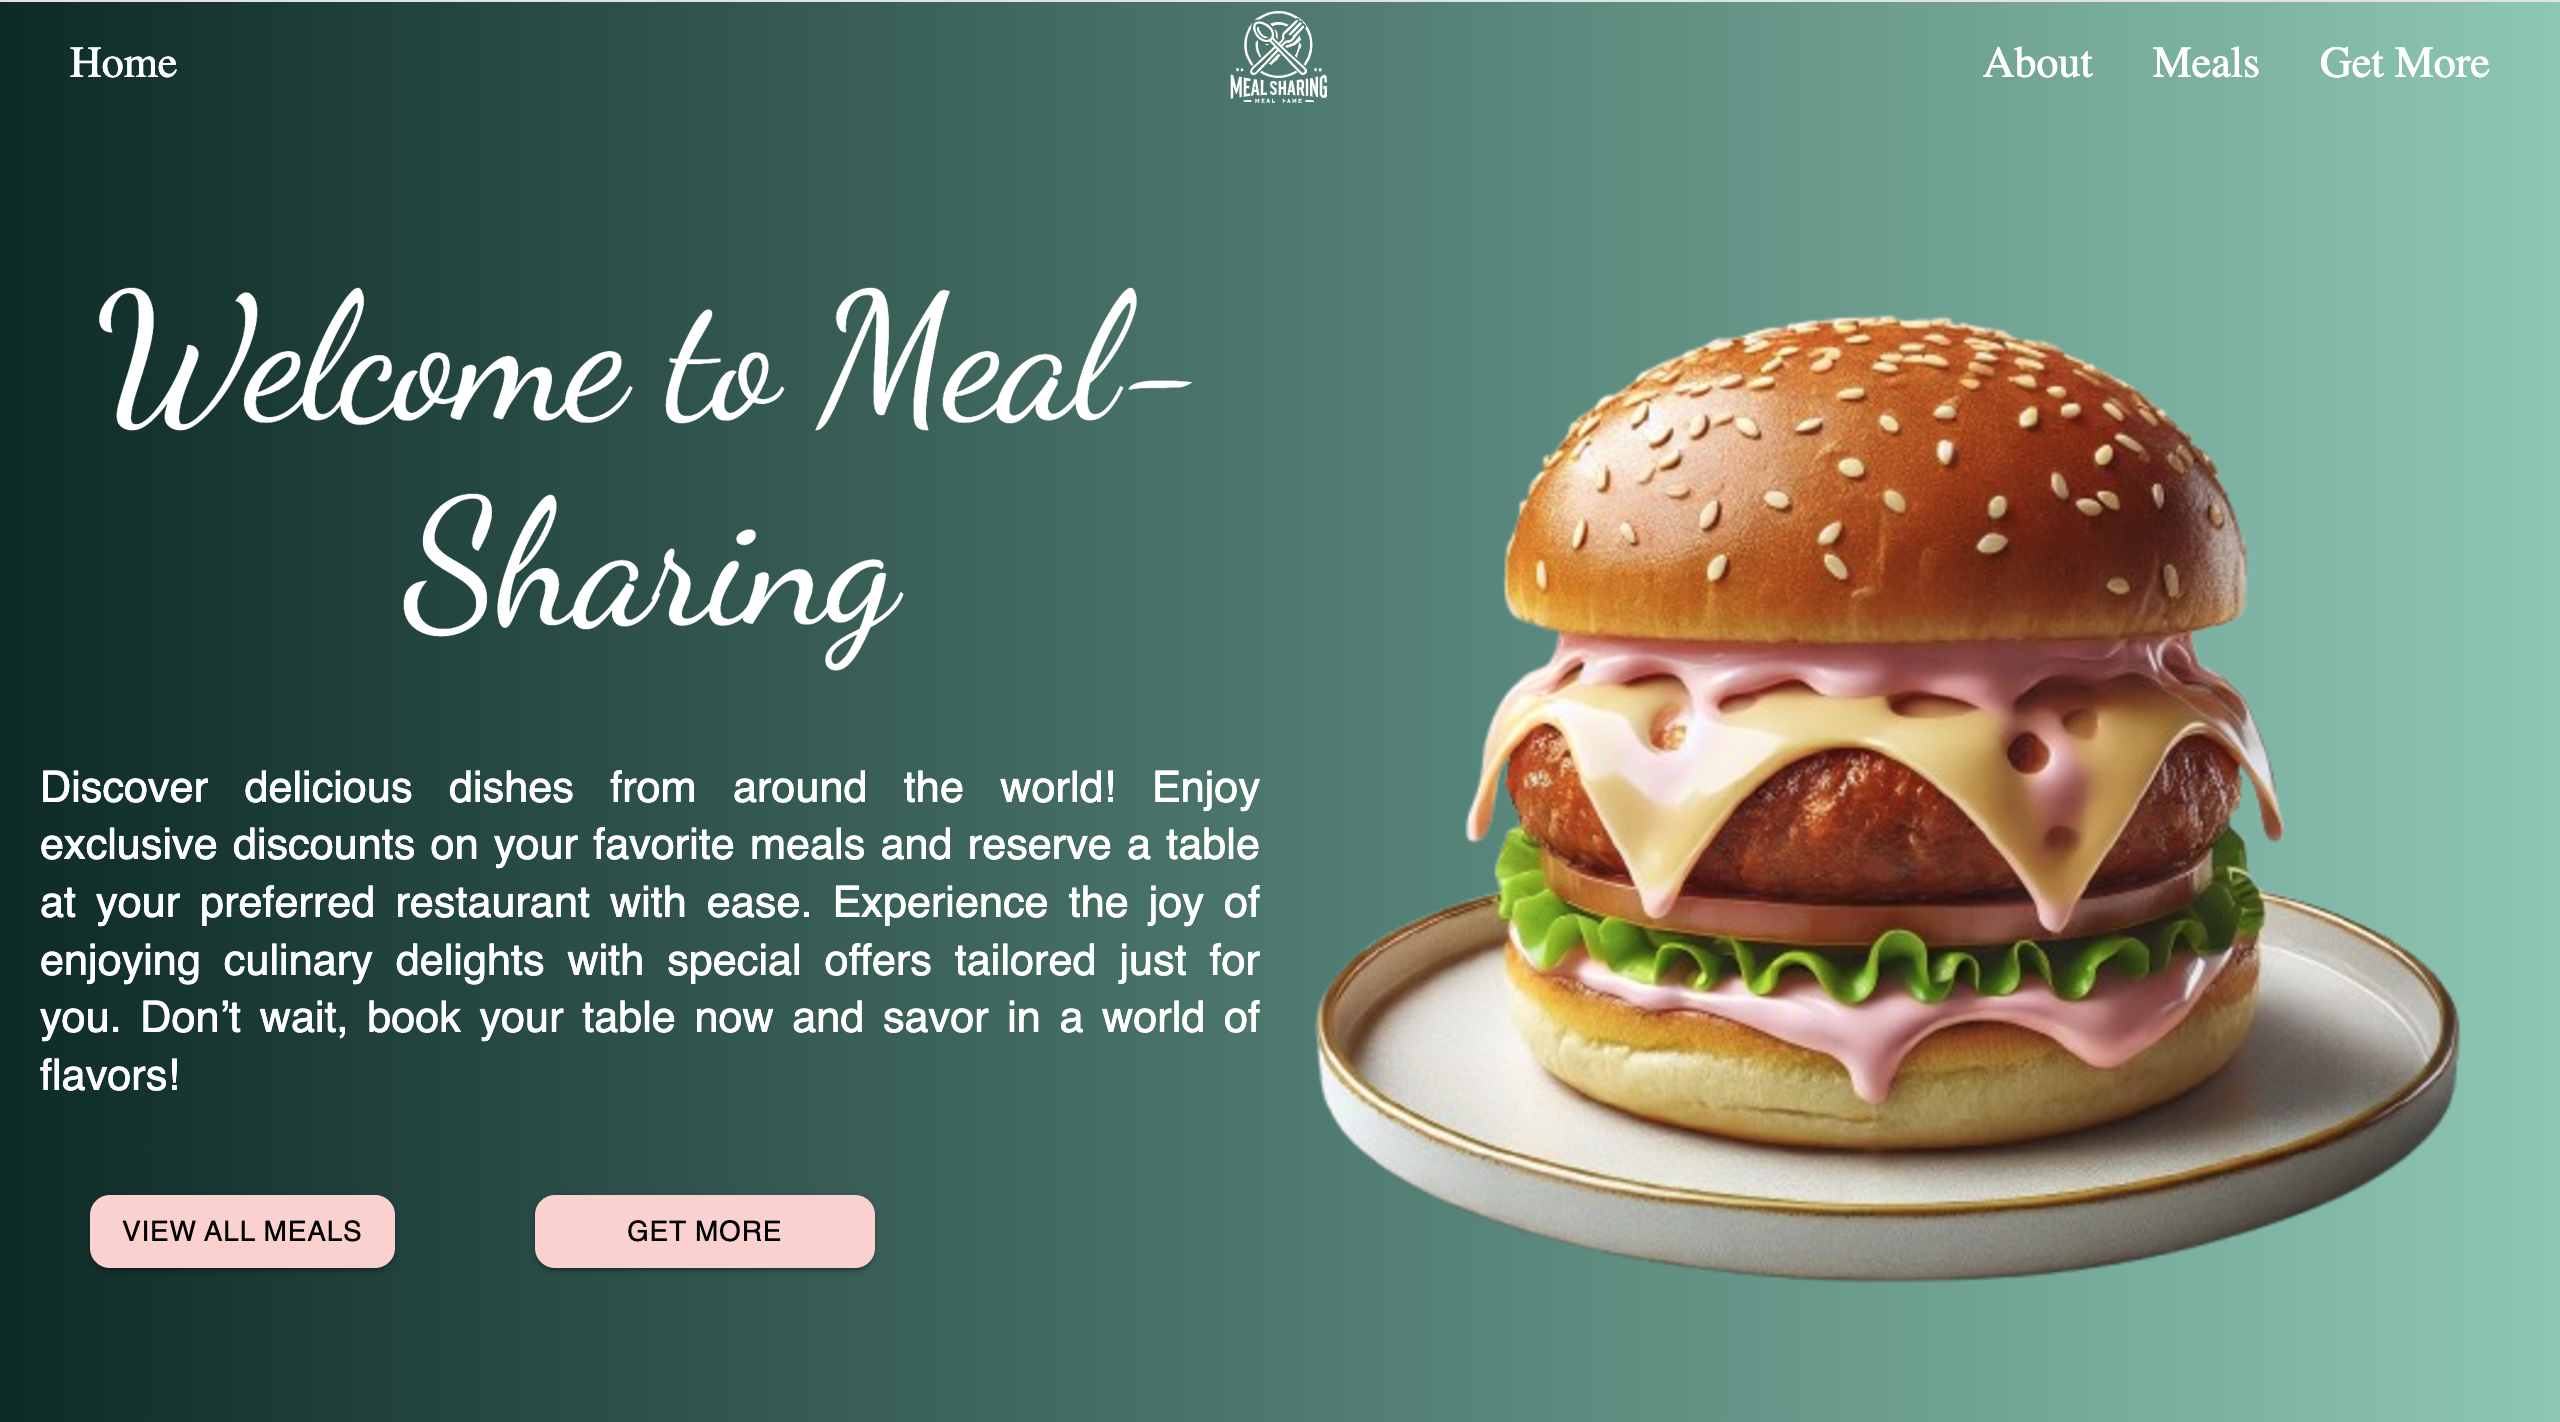 Home
MEAL SHARING
About
Meals
Get More
Welcome to Meal-
Sharing
Discover delicious dishes from around the world! Enjoy
exclusive discounts on your favorite meals and reserve a table
at your preferred restaurant with ease. Experience the joy of
enjoying culinary delights with special offers tailored just for
you. Don’t wait, book your table now and savor in a world of
flavors!
VIEW ALL MEALS
GET MORE